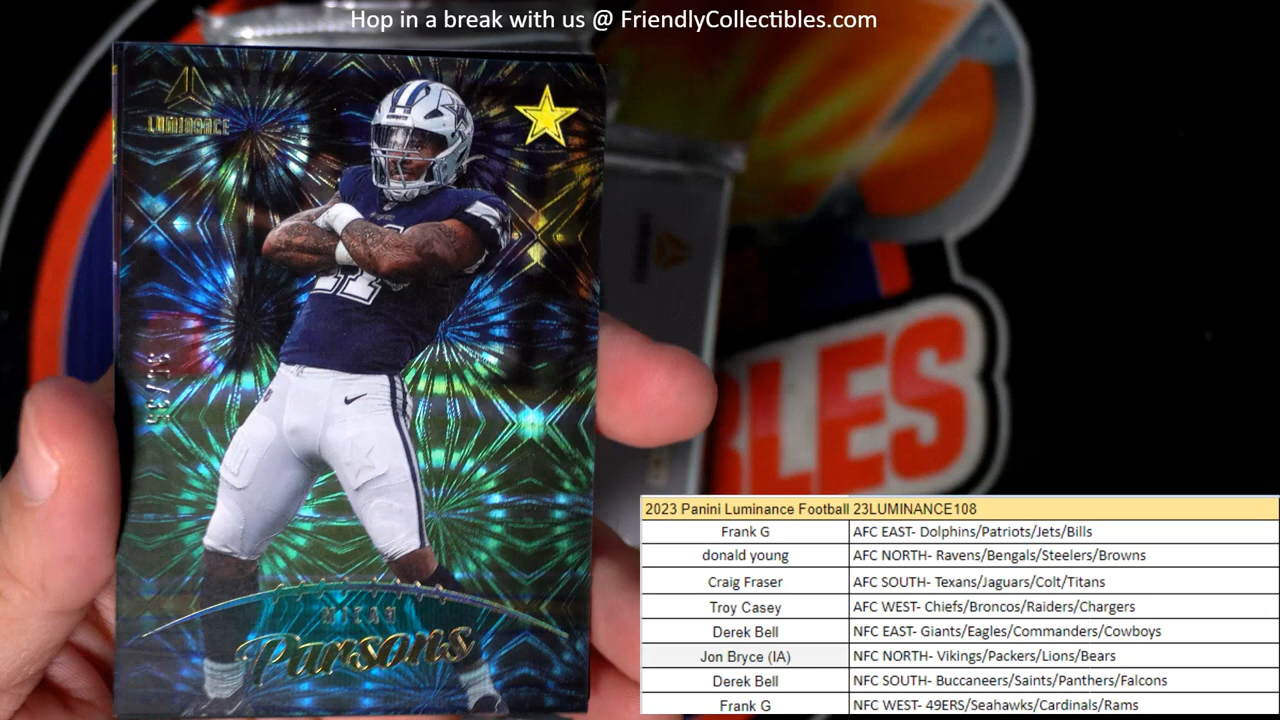 Hop in a break with us @ FriendlyCollectibles.com
LUMINANCE
11
MICAH
Parsons
BLES
2023 Panini Luminance Football 23LUMINANCE108
Frank G AFC EAST- Dolphins/Patriots/Jets/Bills
donald young AFC NORTH- Ravens/Bengals/Steelers/Browns
Craig Fraser AFC SOUTH- Texans/Jaguars/Colt/Titans
Troy Casey AFC WEST- Chiefs/Broncos/Raiders/Chargers
Derek Bell NFC EAST- Giants/Eagles/Commanders/Cowboys
Jon Bryce (IA) NFC NORTH- Vikings/Packers/Lions/Bears
Derek Bell NFC SOUTH- Buccaneers/Saints/Panthers/Falcons
Frank G NFC WEST- 49ERS/Seahawks/Cardinals/Rams